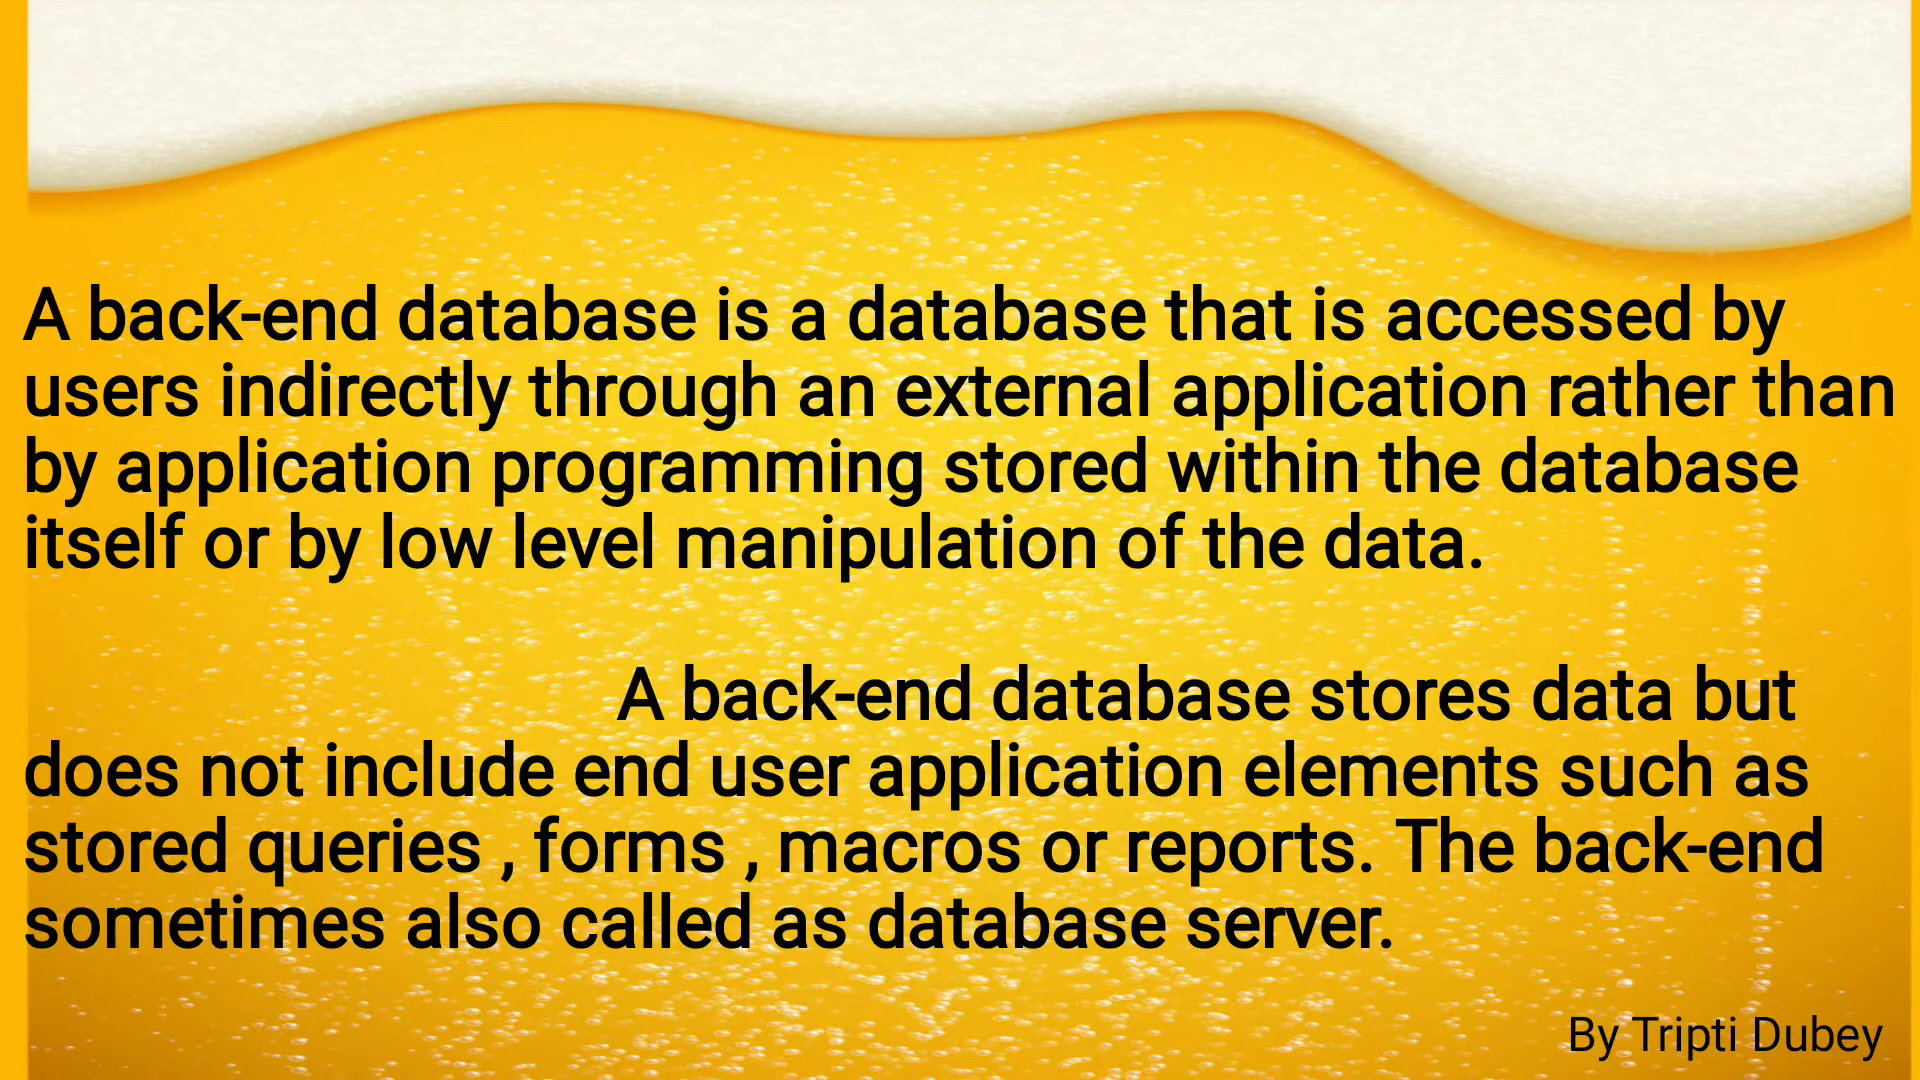 A back-end database is a database that is accessed by
users indirectly through an external application rather than
by application programming stored within the database
itself or by low level manipulation of the data.
A back-end database stores data but
does not include end user application elements such as
stored queries , forms , macros or reports. The back-end
sometimes also called as database server.
By Tripti Dubey